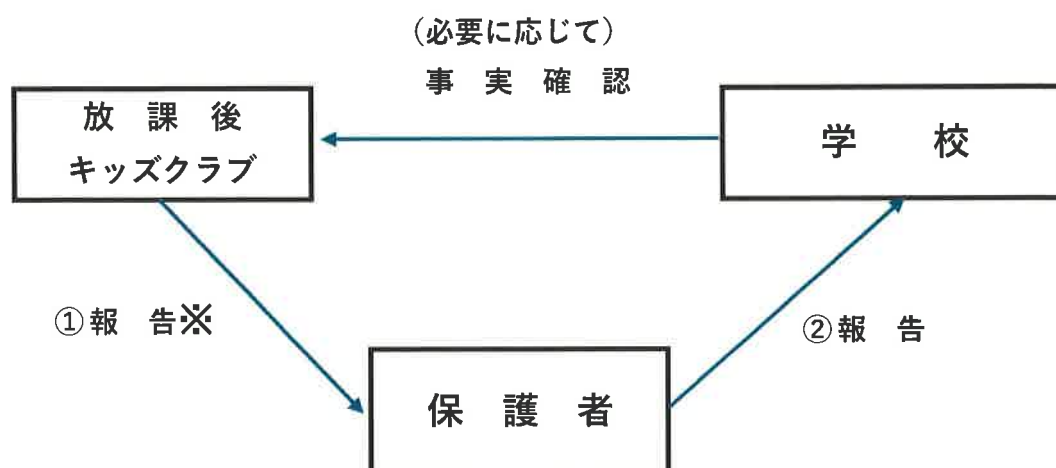 （必要に応じて）
事　実　確　認
放　課　後
キッズクラブ
学　　校
①報　告※
②報　告
保　護　者